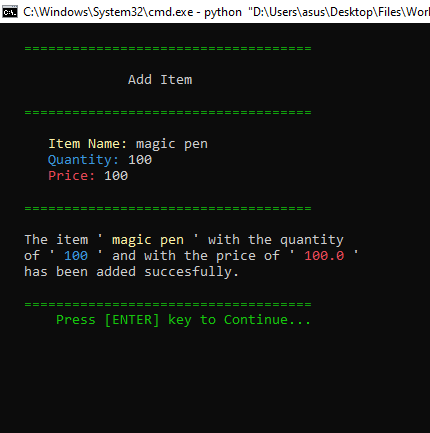 C:\Windows\System32\cmd.exe - python "D:\Users\asus\Desktop\Files\Worl
====================================
Add Item
====================================
Item Name: magic pen
Quantity: 100
Price: 100
====================================
The item ' magic pen ' with the quantity
of ' 100 ' and with the price of ' 100.0 '
has been added succesfully.
====================================
Press [ENTER] key to Continue...